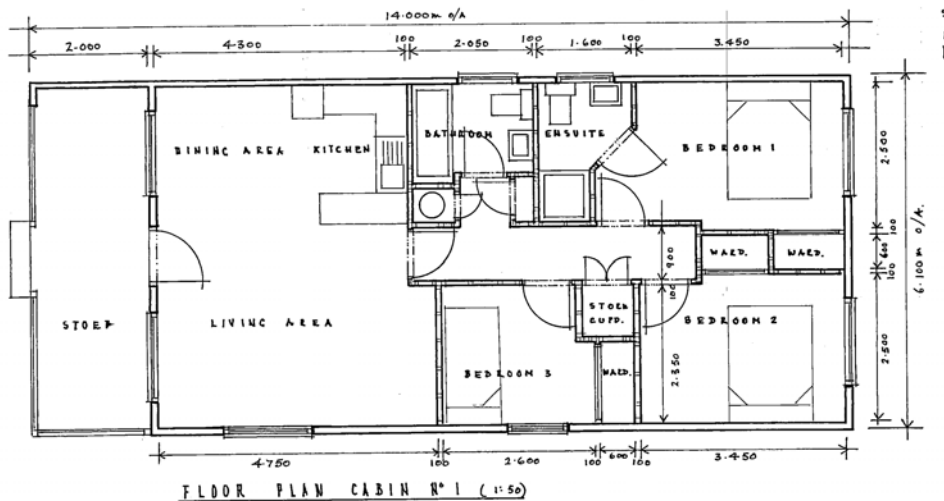 14.000m o/A
2.000
4.300
100
2.050
100
1.600
100
3.450
BATHROOM
ENSUITE
BEDROOM 1
DINING AREA
KITCHEN
2.500
100
600
100
2.500
6.100m o/A.
WARD.
WARD.
900
100
STOEP
LIVING AREA
STORE
CUPD.
BEDROOM 2
BEDROOM 3
WARD.
2.350
4.750
100
2.600
100
600
100
3.450
FLOOR PLAN CABIN Nº 1 (1:50)